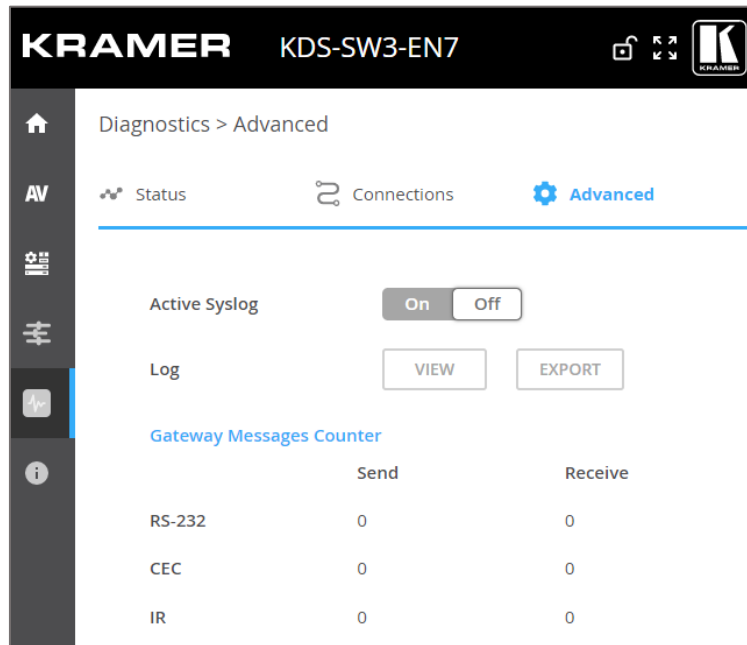 KRAMER KDS-SW3-EN7 KRAMER
Diagnostics > Advanced
AV
Status Connections Advanced
Active Syslog On Off
Log VIEW EXPORT
Gateway Messages Counter
Send Receive
RS-232 0 0
CEC 0 0
IR 0 0